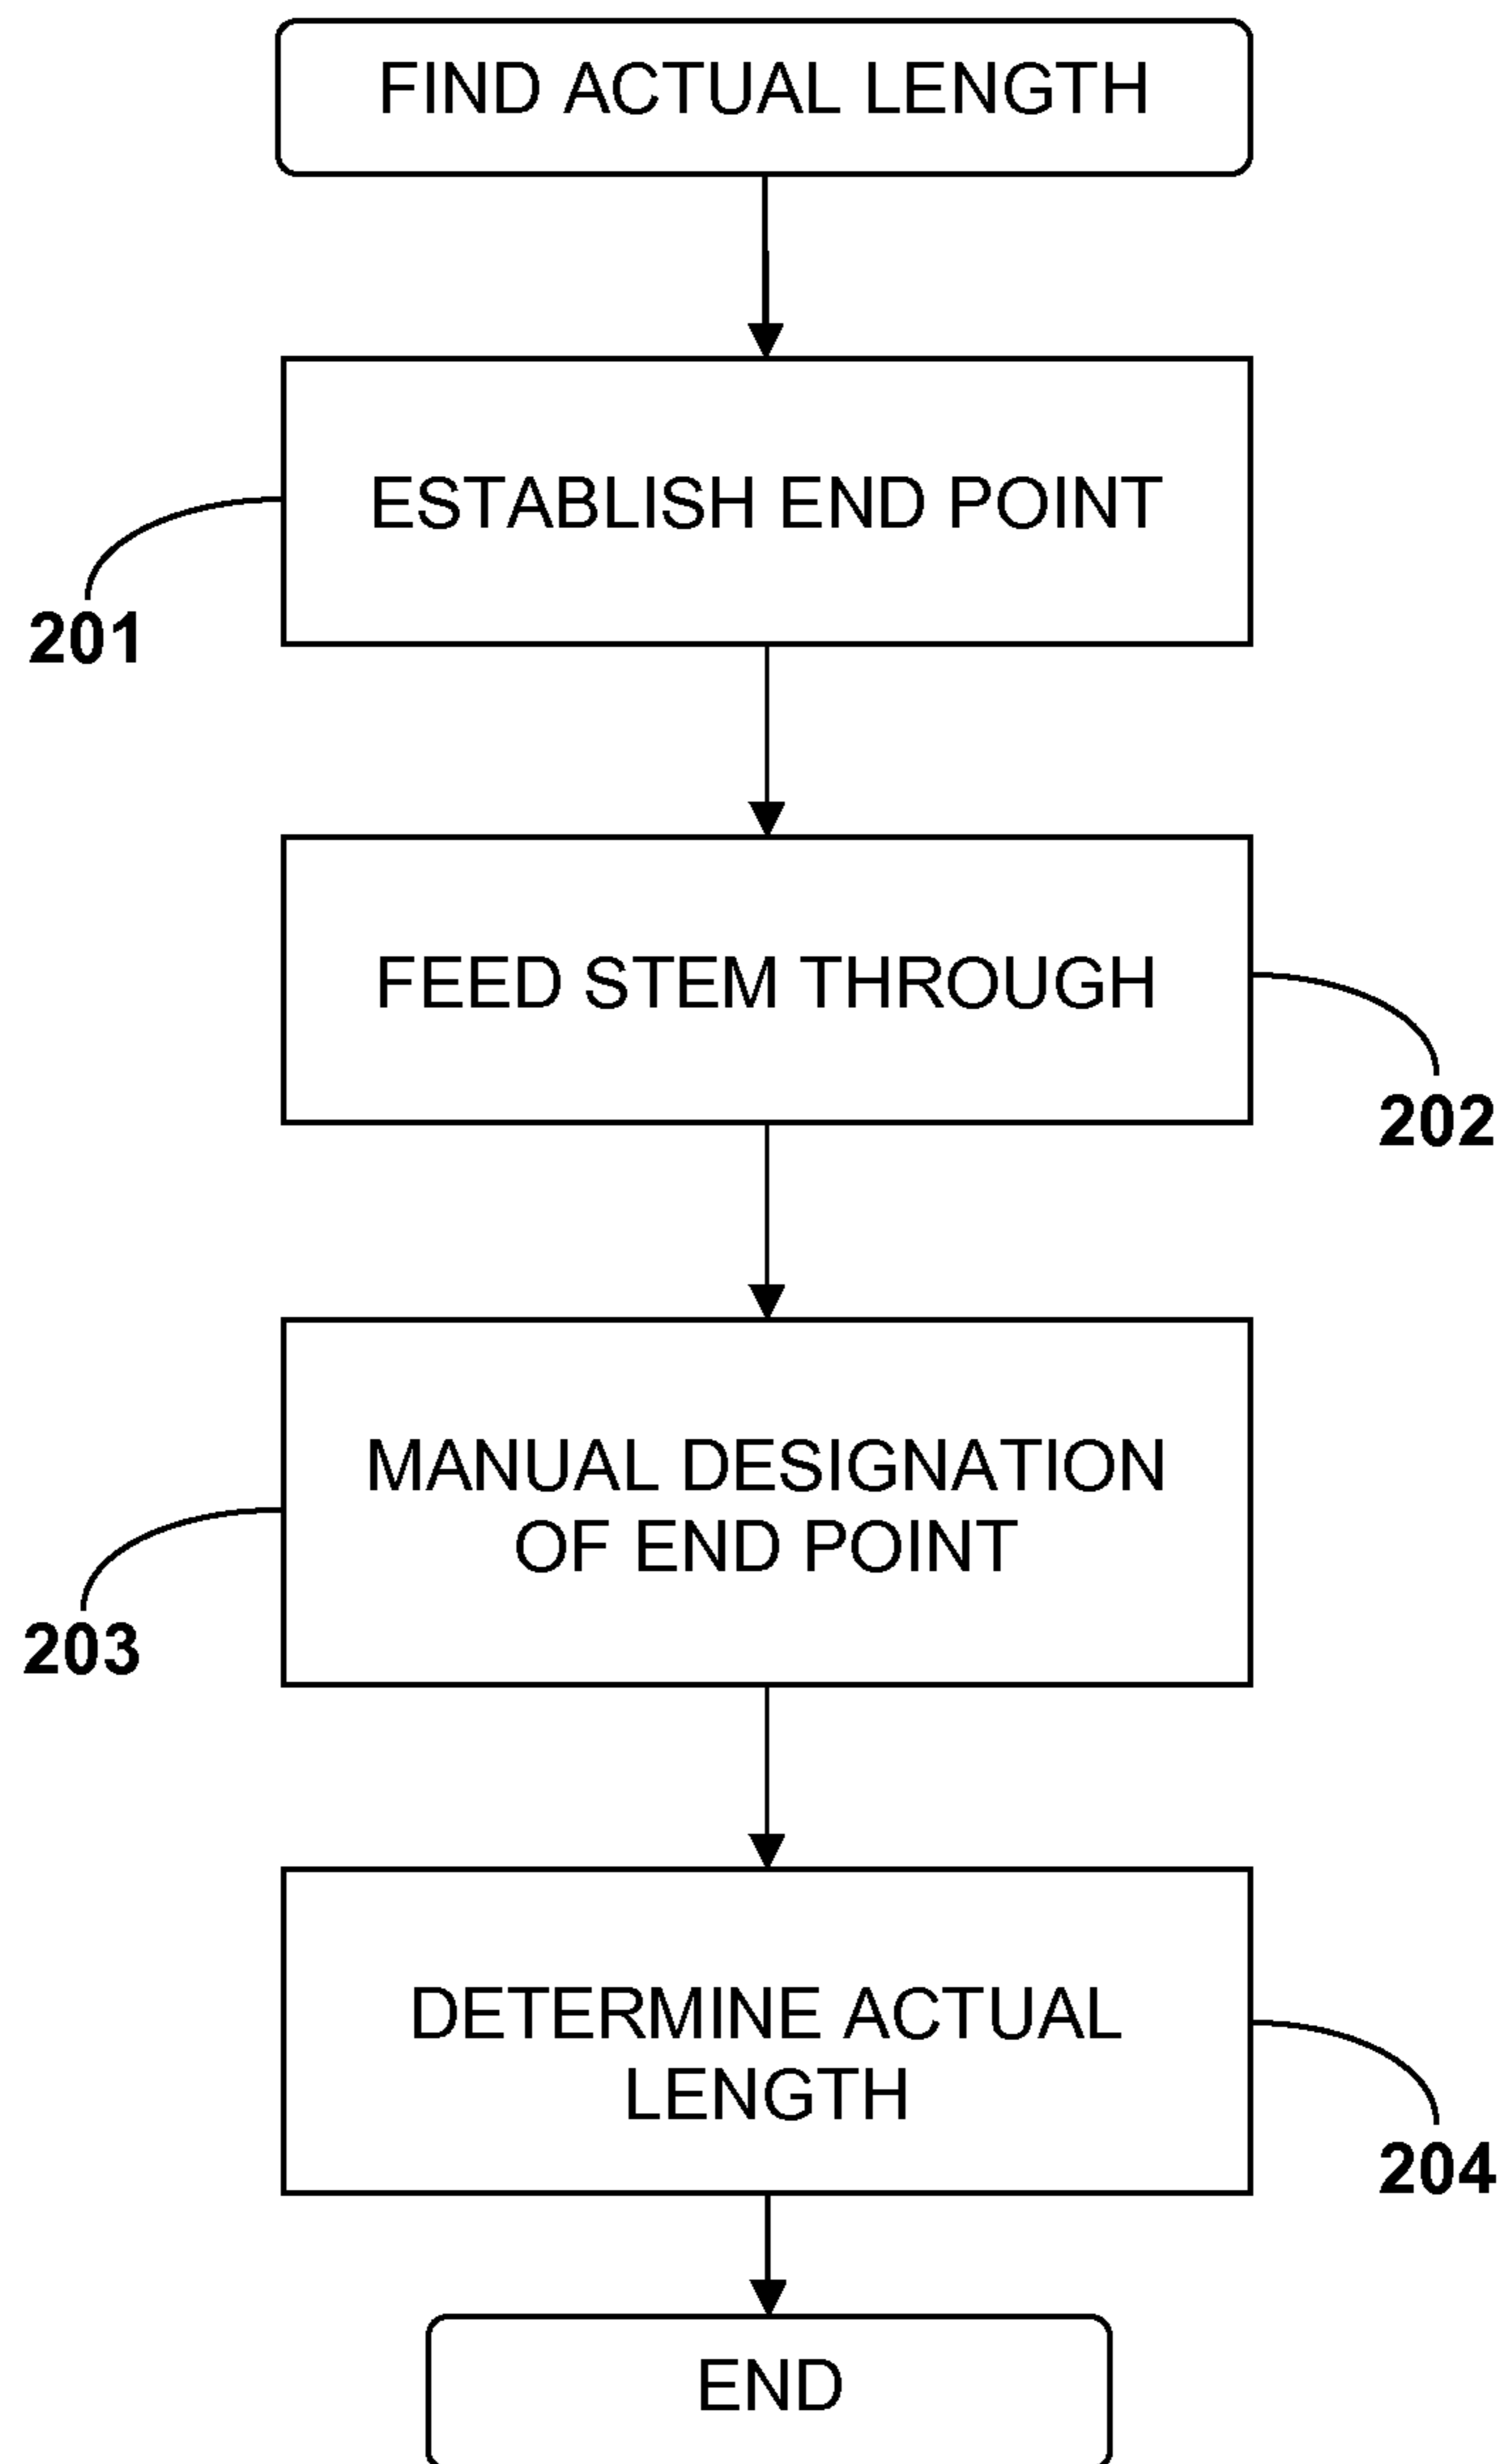 FIND ACTUAL LENGTH
ESTABLISH END POINT
201
FEED STEM THROUGH
202
MANUAL DESIGNATION
OF END POINT
203
DETERMINE ACTUAL
LENGTH
204
END